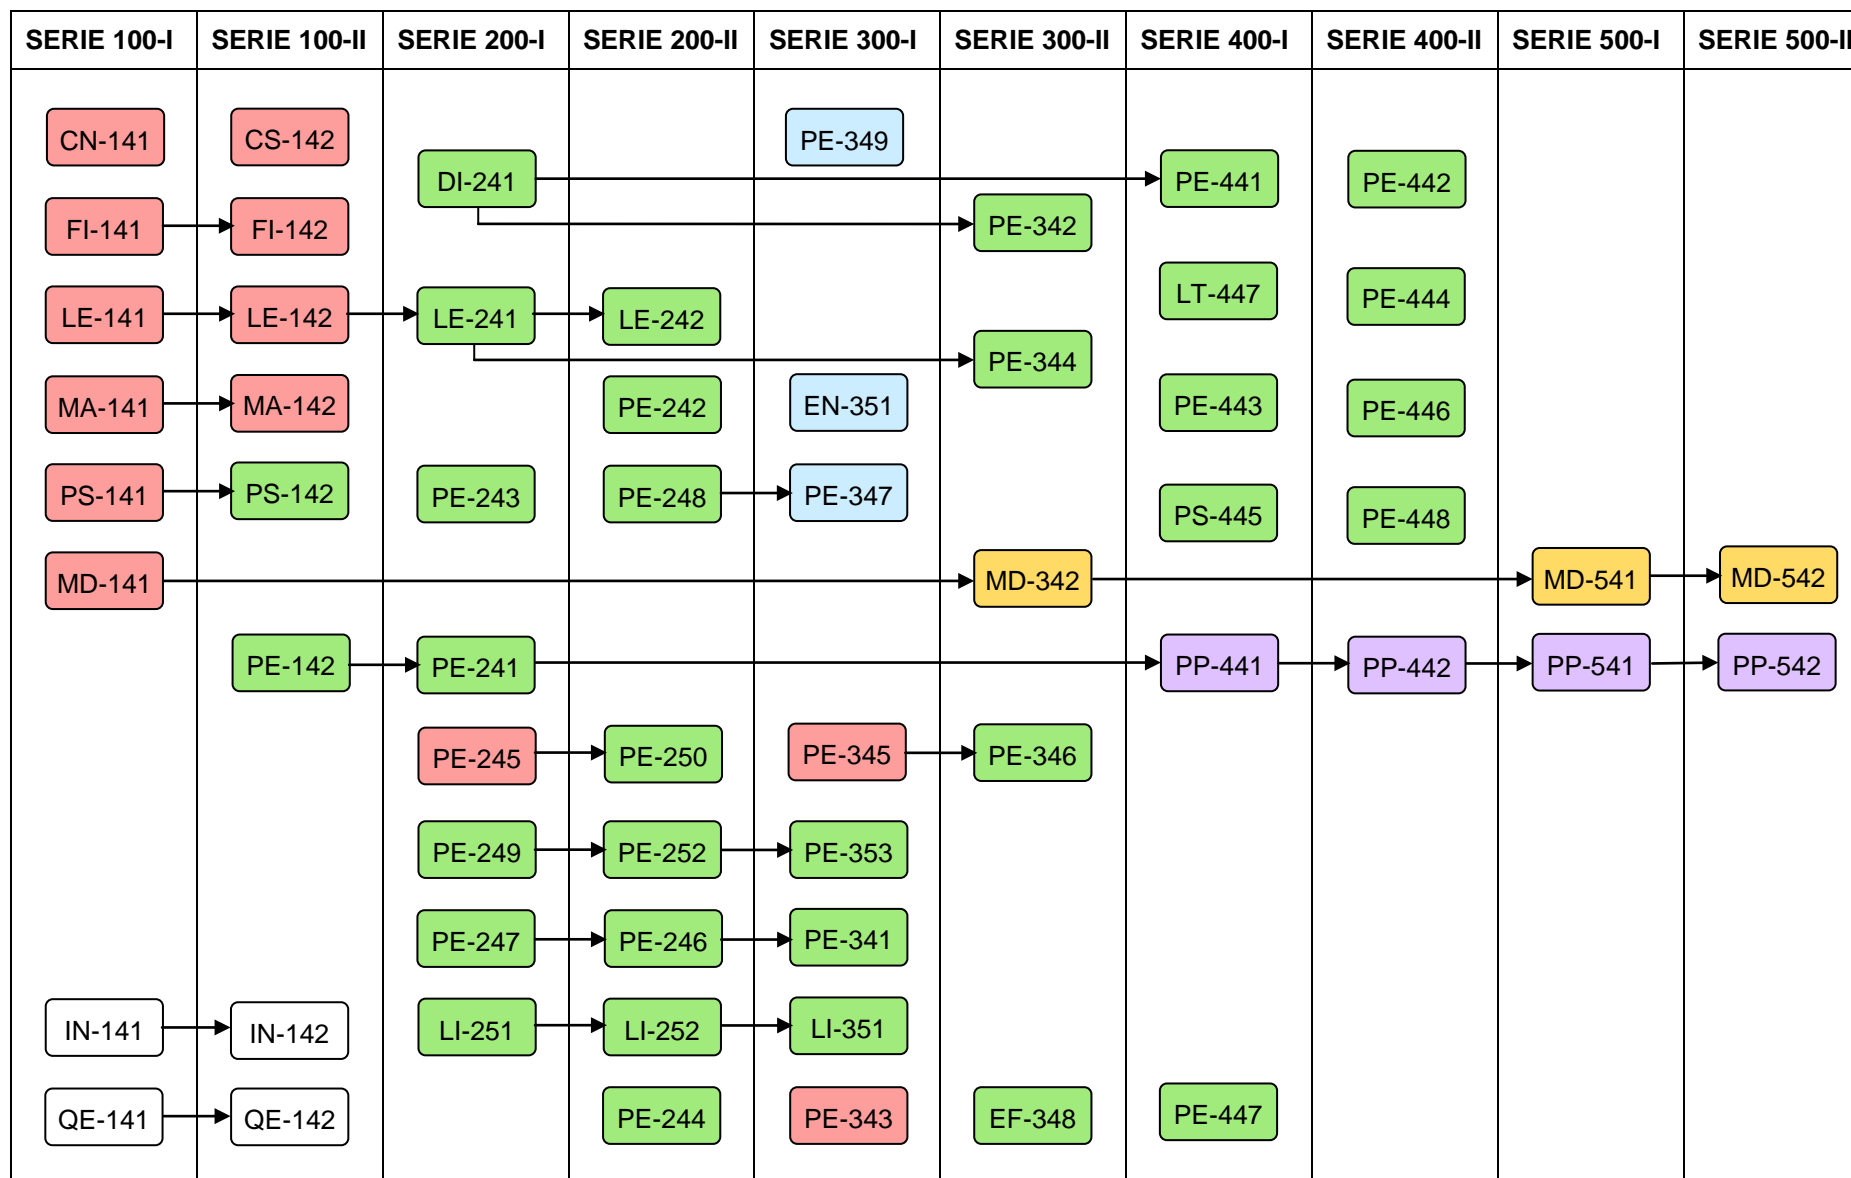 SERIE 100-I SERIE 100-II SERIE 200-I SERIE 200-II SERIE 300-I SERIE 300-II SERIE 400-I SERIE 400-II SERIE 500-I SERIE 500-II
CN-141 CS-142 PE-349
DI-241 PE-441 PE-442
FI-141 FI-142 PE-342
LT-447 PE-444
LE-141 LE-142 LE-241 LE-242
PE-344
MA-141 MA-142 PE-242 EN-351 PE-443 PE-446
PS-141 PS-142 PE-243 PE-248 PE-347 PS-445 PE-448
MD-141 MD-342 MD-541 MD-542
PE-142 PE-241 PP-441 PP-442 PP-541 PP-542
PE-245 PE-250 PE-345 PE-346
PE-249 PE-252 PE-353
PE-247 PE-246 PE-341
IN-141 IN-142 LI-251 LI-252 LI-351
QE-141 QE-142 PE-244 PE-343 EF-348 PE-447